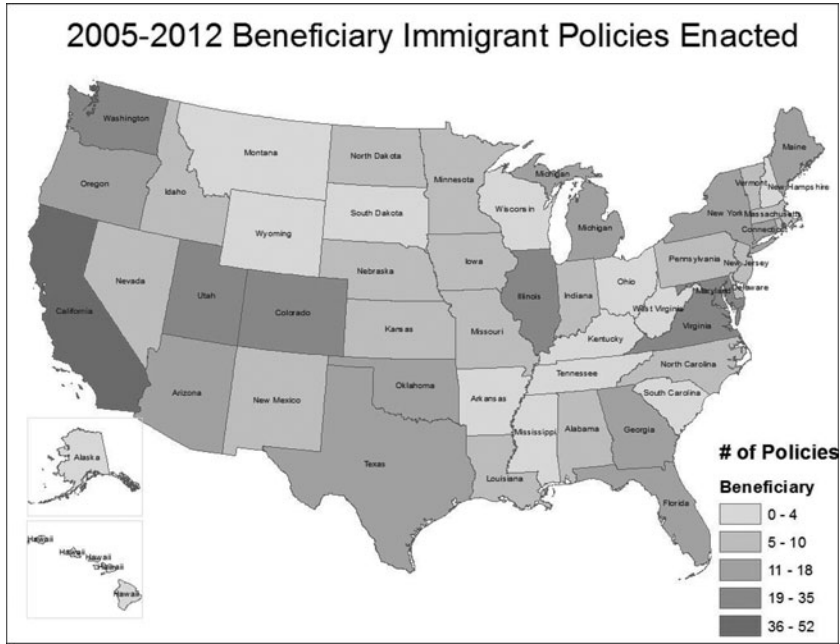 2005-2012 Beneficiary Immigrant Policies Enacted
Washington
Montana
North Dakota
Minnesota
Michigan
Maine
Oregon
Idaho
South Dakota
Wisconsin
Michigan
Vermont
New Hampshire
New York
Massachusetts
Connecticut
Wyoming
Nebraska
Iowa
Pennsylvania
New Jersey
Nevada
Utah
Colorado
Illinois
Indiana
Ohio
Maryland
Delaware
California
Kansas
Missouri
West Virginia
Virginia
Kentucky
Arizona
New Mexico
Oklahoma
Arkansas
Tennessee
North Carolina
South Carolina
Texas
Louisiana
Mississippi
Alabama
Georgia
Florida
Alaska
Hawaii
Hawaii
Hawaii
Hawaii
Hawaii
# of Policies
Beneficiary
0 - 4
5 - 10
11 - 18
19 - 35
36 - 52